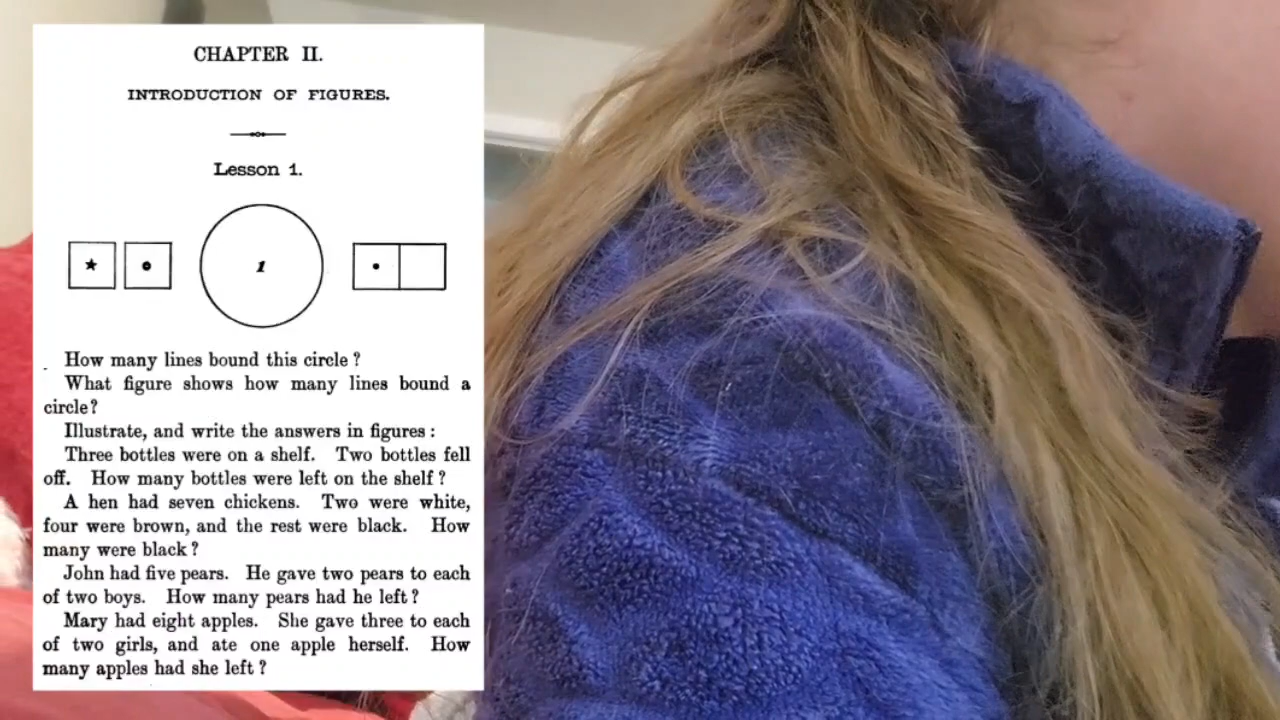 CHAPTER II.
INTRODUCTION OF FIGURES.
Lesson 1.
1
How many lines bound this circle?
What figure shows how many lines bound a
circle?
Illustrate, and write the answers in figures:
Three bottles were on a shelf. Two bottles fell
off. How many bottles were left on the shelf?
A hen had seven chickens. Two were white,
four were brown, and the rest were black. How
many were black?
John had five pears. He gave two pears to each
of two boys. How many pears had he left?
Mary had eight apples. She gave three to each
of two girls, and ate one apple herself. How
many apples had she left?